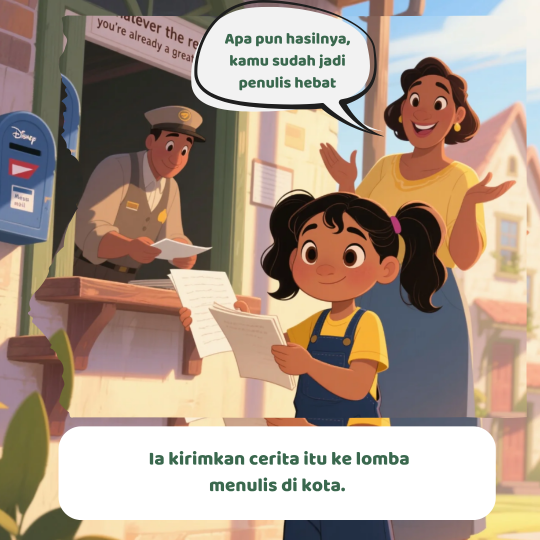 whatever the re
you're already a great
Apa pun hasilnya,
kamu sudah jadi
penulis hebat
Disney
Ia kirimkan cerita itu ke lomba
menulis di kota.